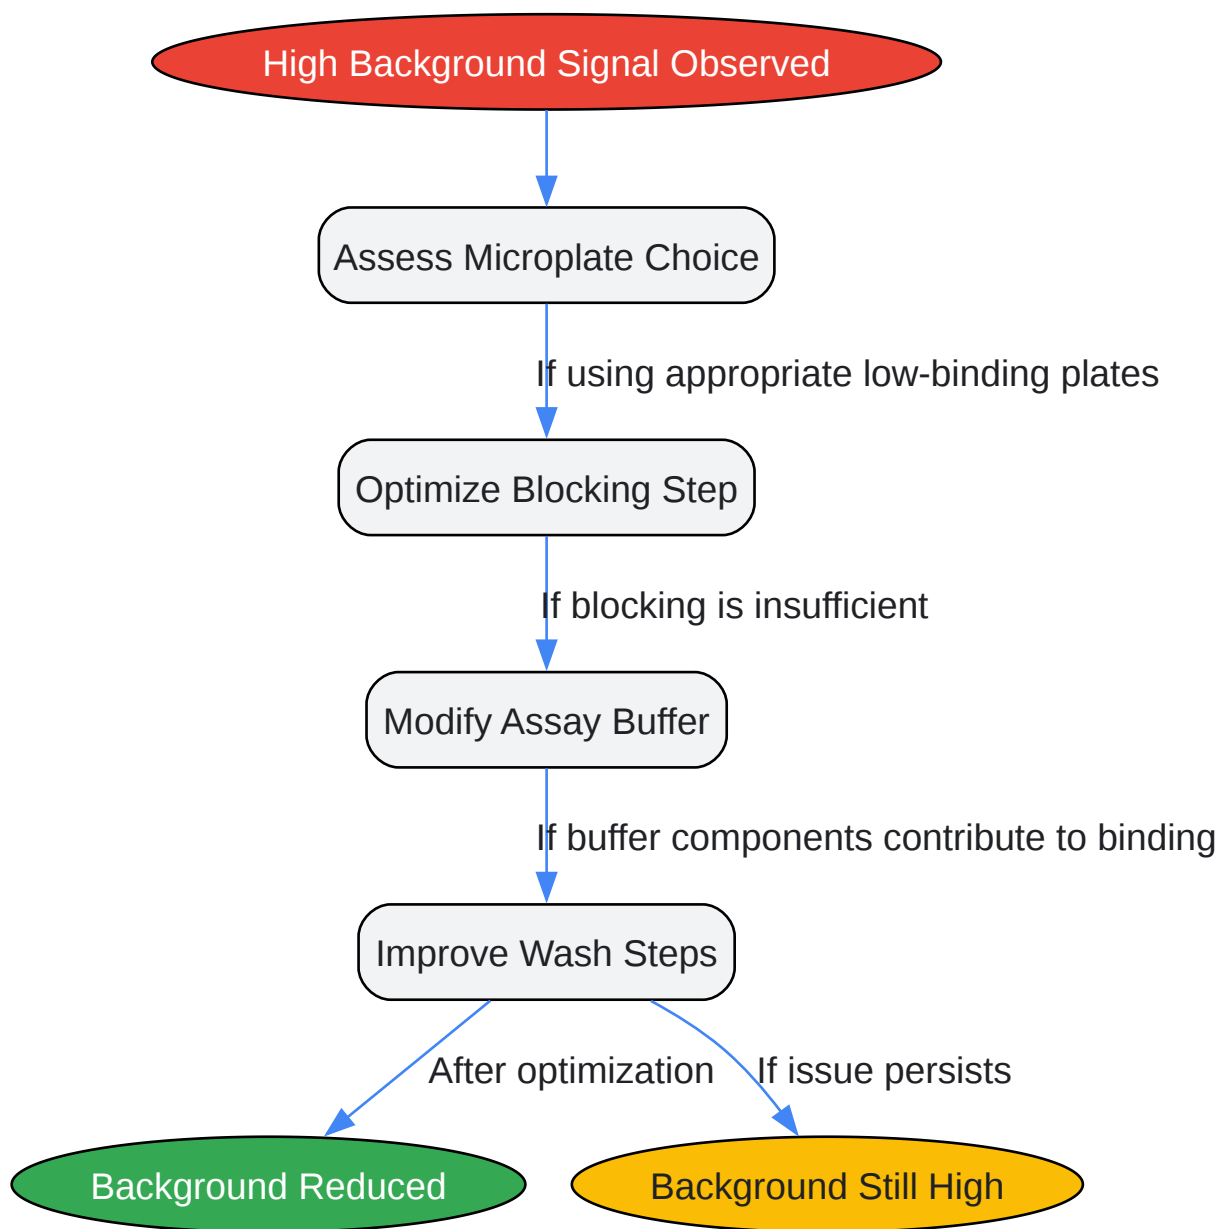 High Background Signal Observed
Assess Microplate Choice
If using appropriate low-binding plates
Optimize Blocking Step
If blocking is insufficient
Modify Assay Buffer
If buffer components contribute to binding
Improve Wash Steps
After optimization
If issue persists
Background Reduced
Background Still High